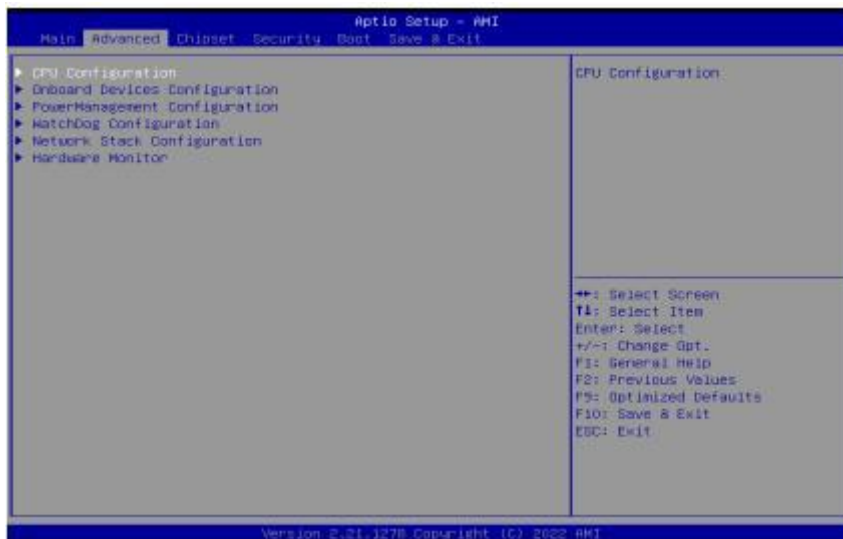 Aptio Setup - AMI
Main Advanced Chipset Security Boot Save & Exit
▶ CPU Configuration
▶ Onboard Devices Configuration
▶ PowerManagement Configuration
▶ WatchDog Configuration
▶ Network Stack Configuration
▶ Hardware Monitor
CPU Configuration
→←: Select Screen
↑↓: Select Item
Enter: Select
+/-: Change Opt.
F1: General Help
F2: Previous Values
F9: Optimized Defaults
F10: Save & Exit
ESC: Exit
Version 2.21.1278 Copyright (C) 2022 AMI